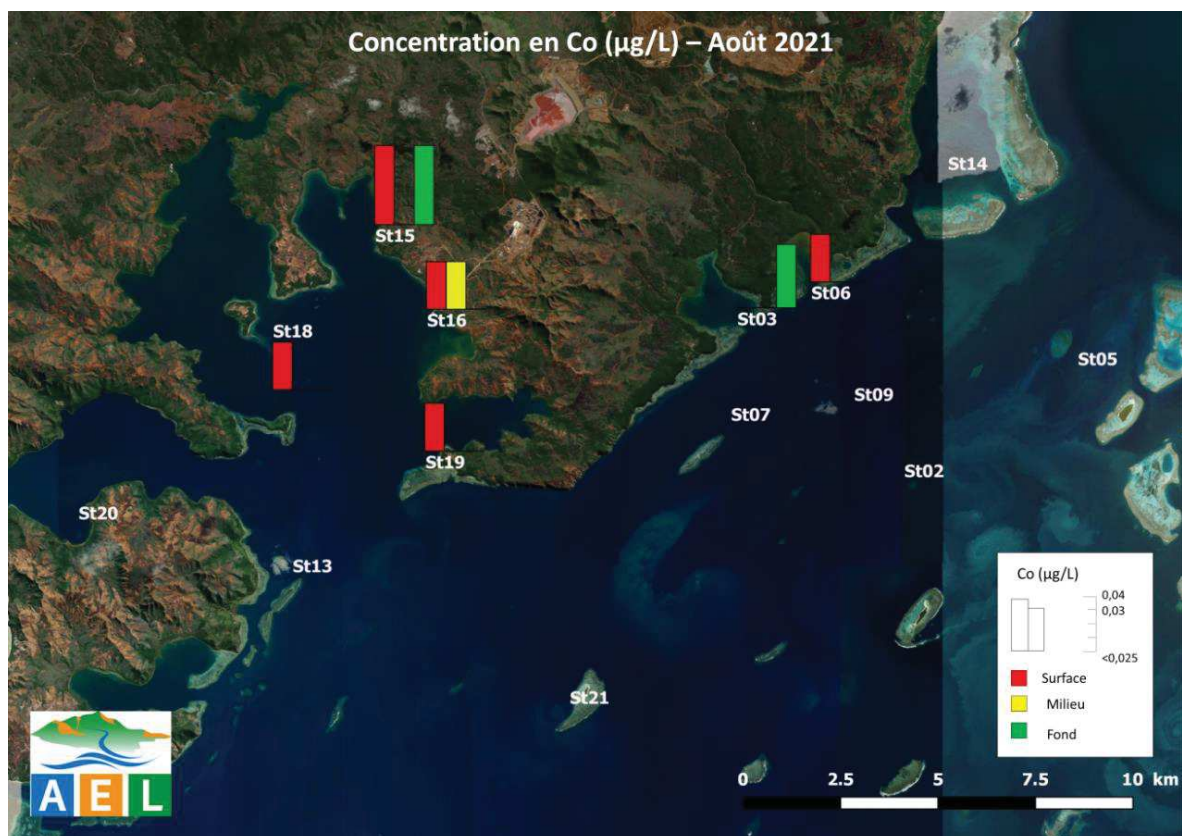 Concentration en Co (µg/L) – Août 2021
St14
St15
St06
St16
St03
St18
St05
St09
St07
St19
St02
St20
St13
St21
Co (µg/L)
0,04
0,03
<0,025
Surface
Milieu
Fond
0 2.5 5 7.5 10 km
A E L